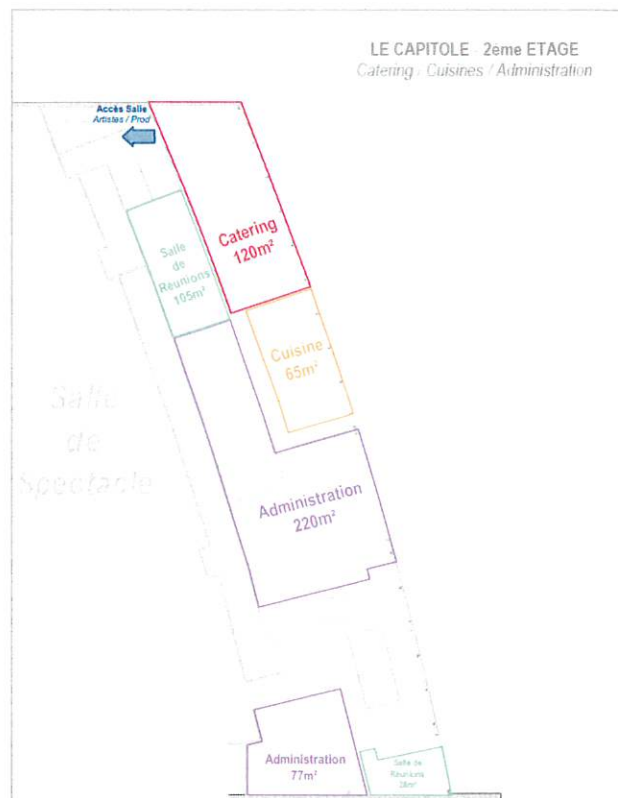 LE CAPITOLE - 2eme ETAGE
Catering / Cuisines / Administration
Accès Salle
Artistes / Prod
Catering
120m²
Salle
de
Réunions
105m²
Cuisine
65m²
Salle
de
Spectacle
Administration
220m²
Administration
77m²
Salle de
Réunions
28m²